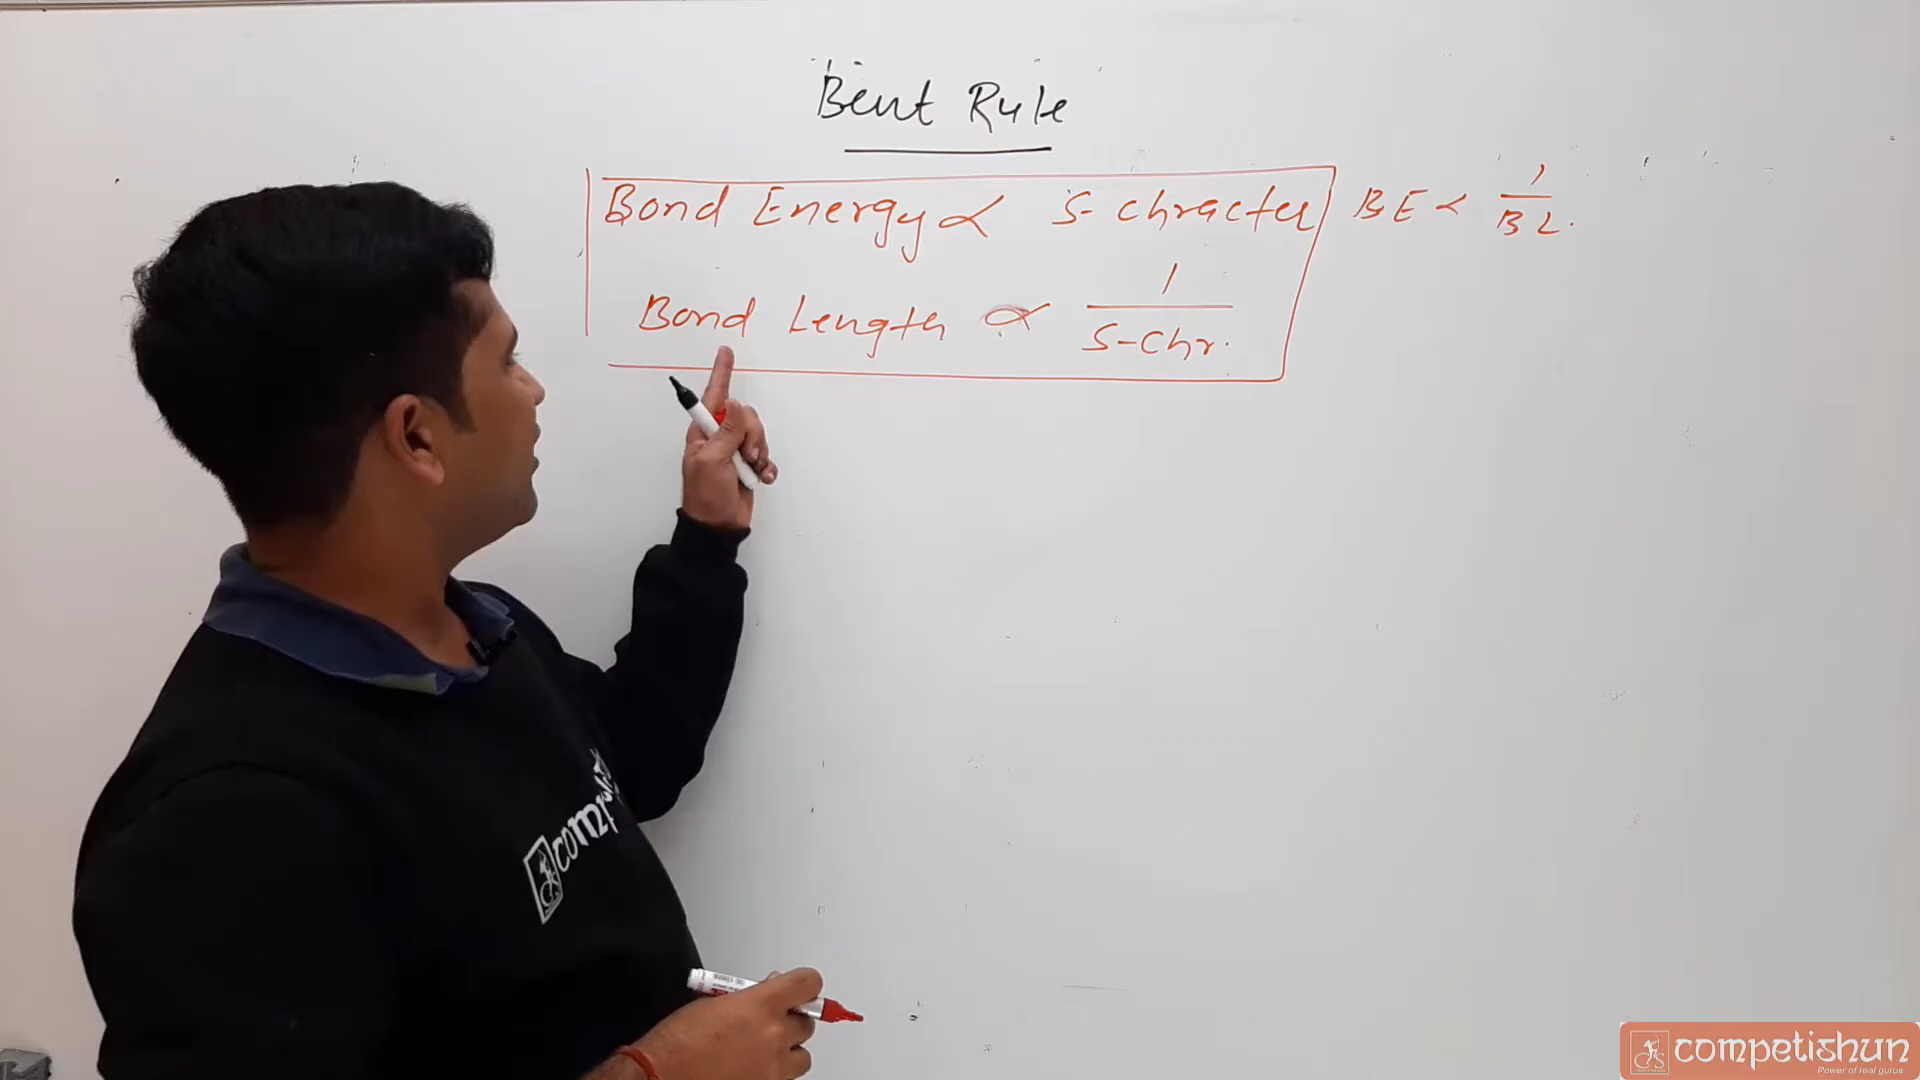 Bent Rule
Bond Energy ∝ S-Chracter BE ∝ 1/BL.
Bond Length ∝ 1/S-Chr.
competishun
Power of real gurus